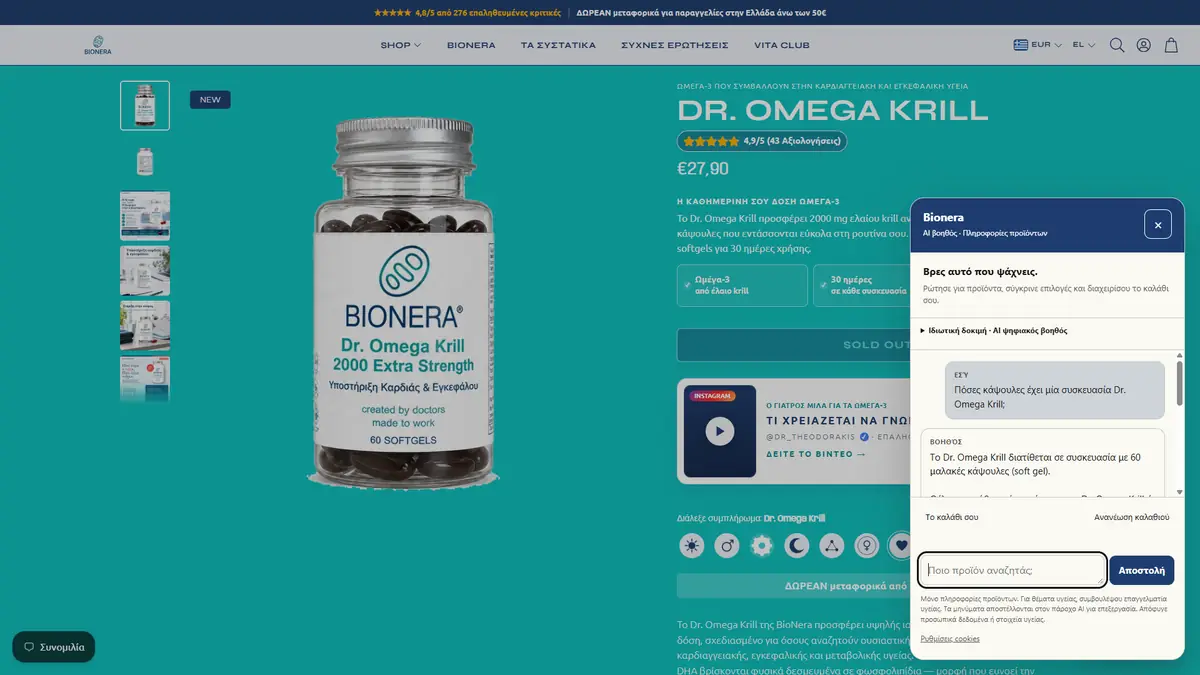 ★★★★★ 4,8/5 από 276 επαληθευμένες κριτικές | ΔΩΡΕΑΝ μεταφορικά για παραγγελίες στην Ελλάδα άνω των 50€
BIONERA
SHOP
BIONERA
ΤΑ ΣΥΣΤΑΤΙΚΑ
ΣΥΧΝΕΣ ΕΡΩΤΗΣΕΙΣ
VITA CLUB
EUR
EL
NEW
BIONERA®
Dr. Omega Krill
2000 Extra Strength
Υποστήριξη Καρδιάς & Εγκεφάλου
created by doctors
made to work
60 SOFTGELS
ΩΜΕΓΑ-3 ΠΟΥ ΣΥΜΒΑΛΛΟΥΝ ΣΤΗΝ ΚΑΡΔΙΑΓΓΕΙΑΚΗ ΚΑΙ ΕΓΚΕΦΑΛΙΚΗ ΥΓΕΙΑ
DR. OMEGA KRILL
4,9/5 (43 Αξιολογήσεις)
€27,90
Η ΚΑΘΗΜΕΡΙΝΗ ΣΟΥ ΔΟΣΗ ΩΜΕΓΑ-3
Το Dr. Omega Krill προσφέρει 2000 mg ελαίου krill αν
κάψουλες που εντάσσονται εύκολα στη ρουτίνα σου.
softgels για 30 ημέρες χρήσης.
Ωμέγα-3
από έλαιο krill
30 ημέρες
σε κάθε συσκευασία
SOLD OUT
INSTAGRAM
Ο ΓΙΑΤΡΟΣ ΜΙΛΑ ΓΙΑ ΤΑ ΩΜΕΓΑ-3
ΤΙ ΧΡΕΙΑΖΕΤΑΙ ΝΑ ΓΝΩ
@DR_THEODORAKIS · ΕΠΑΛΗ
ΔΕΙΤΕ ΤΟ ΒΙΝΤΕΟ →
Διάλεξε συμπλήρωμα: Dr. Omega Krill
ΔΩΡΕΑΝ μεταφορικά από
Το Dr. Omega Krill της BioNera προσφέρει υψηλής ισ
δόση, σχεδιασμένο για όσους αναζητούν ουσιαστική
καρδιαγγειακής, εγκεφαλικής και μεταβολικής υγείας.
DHA βρίσκονται φυσικά δεσμευμένα σε φωσφολιπίδια — μορφή που ευνοεί την
Συνομιλία
Bionera
AI βοηθός · Πληροφορίες προϊόντων
×
Βρες αυτό που ψάχνεις.
Ρώτησε για προϊόντα, σύγκρινε επιλογές και διαχειρίσου το καλάθι
σου.
Ιδιωτική δοκιμή · AI ψηφιακός βοηθός
ΕΣΎ
Πόσες κάψουλες έχει μία συσκευασία Dr.
Omega Krill;
ΒΟΗΘΌΣ
Το Dr. Omega Krill διατίθεται σε συσκευασία με 60
μαλακές κάψουλες (soft gel).
Το καλάθι σου
Ανανέωση καλαθιού
Ποιο προϊόν αναζητάς;
Αποστολή
Μόνο πληροφορίες προϊόντων. Για θέματα υγείας, συμβουλέψου επαγγελματία
υγείας. Τα μηνύματα αποστέλλονται στον πάροχο AI για επεξεργασία. Απόφυγε
προσωπικά δεδομένα ή στοιχεία υγείας.
Ρυθμίσεις cookies